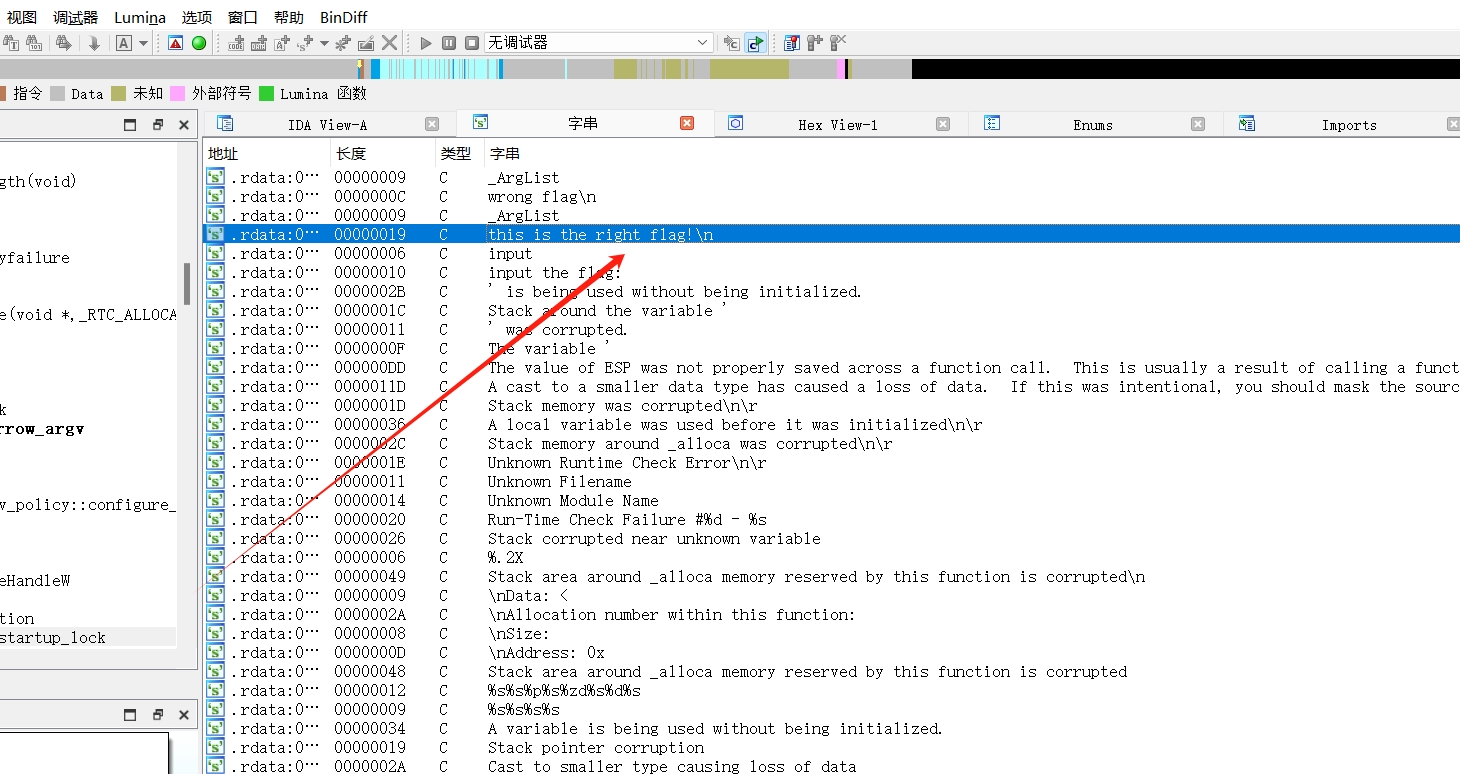 视图 调试器 Lumina 选项 窗口 帮助 BinDiff
无调试器
指令 Data 未知 外部符号 Lumina 函数
IDA View-A 字串 Hex View-1 Enums Imports
地址 长度 类型 字串
gth(void)
yfailure
e(void *,_RTC_ALLOCA
k
rrow_argv
v_policy::configure_
eHandleW
tion
startup_lock
.rdata:0… 00000009 C _ArgList
.rdata:0… 0000000C C wrong flag\n
.rdata:0… 00000009 C _ArgList
.rdata:0… 00000019 C this is the right flag!\n
.rdata:0… 00000006 C input
.rdata:0… 00000010 C input the flag:
.rdata:0… 0000002B C ' is being used without being initialized.
.rdata:0… 0000001C C Stack around the variable '
.rdata:0… 00000011 C ' was corrupted.
.rdata:0… 0000000F C The variable '
.rdata:0… 000000DD C The value of ESP was not properly saved across a function call.  This is usually a result of calling a funct
.rdata:0… 0000011D C A cast to a smaller data type has caused a loss of data.  If this was intentional, you should mask the sourc
.rdata:0… 0000001D C Stack memory was corrupted\n\r
.rdata:0… 00000036 C A local variable was used before it was initialized\n\r
.rdata:0… 0000002C C Stack memory around _alloca was corrupted\n\r
.rdata:0… 0000001E C Unknown Runtime Check Error\n\r
.rdata:0… 00000011 C Unknown Filename
.rdata:0… 00000014 C Unknown Module Name
.rdata:0… 00000020 C Run-Time Check Failure #%d - %s
.rdata:0… 00000026 C Stack corrupted near unknown variable
.rdata:0… 00000006 C %.2X
.rdata:0… 00000049 C Stack area around _alloca memory reserved by this function is corrupted\n
.rdata:0… 00000009 C \nData: <
.rdata:0… 0000002A C \nAllocation number within this function:
.rdata:0… 00000008 C \nSize:
.rdata:0… 0000000D C \nAddress: 0x
.rdata:0… 00000048 C Stack area around _alloca memory reserved by this function is corrupted
.rdata:0… 00000012 C %s%s%p%s%zd%s%d%s
.rdata:0… 00000009 C %s%s%s%s
.rdata:0… 00000034 C A variable is being used without being initialized.
.rdata:0… 00000019 C Stack pointer corruption
.rdata:0… 0000002A C Cast to smaller type causing loss of data